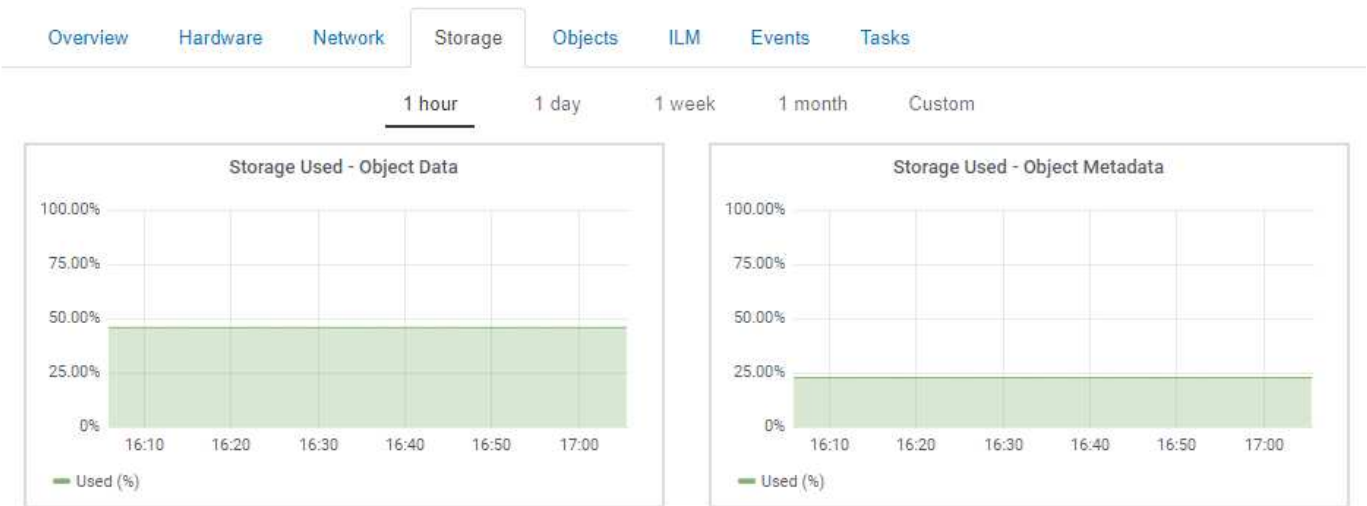 Overview Hardware Network Storage Objects ILM Events Tasks
1 hour 1 day 1 week 1 month Custom
Storage Used - Object Data
100.00%
75.00%
50.00%
25.00%
0%
16:10 16:20 16:30 16:40 16:50 17:00
Used (%)
Storage Used - Object Metadata
100.00%
75.00%
50.00%
25.00%
0%
16:10 16:20 16:30 16:40 16:50 17:00
Used (%)